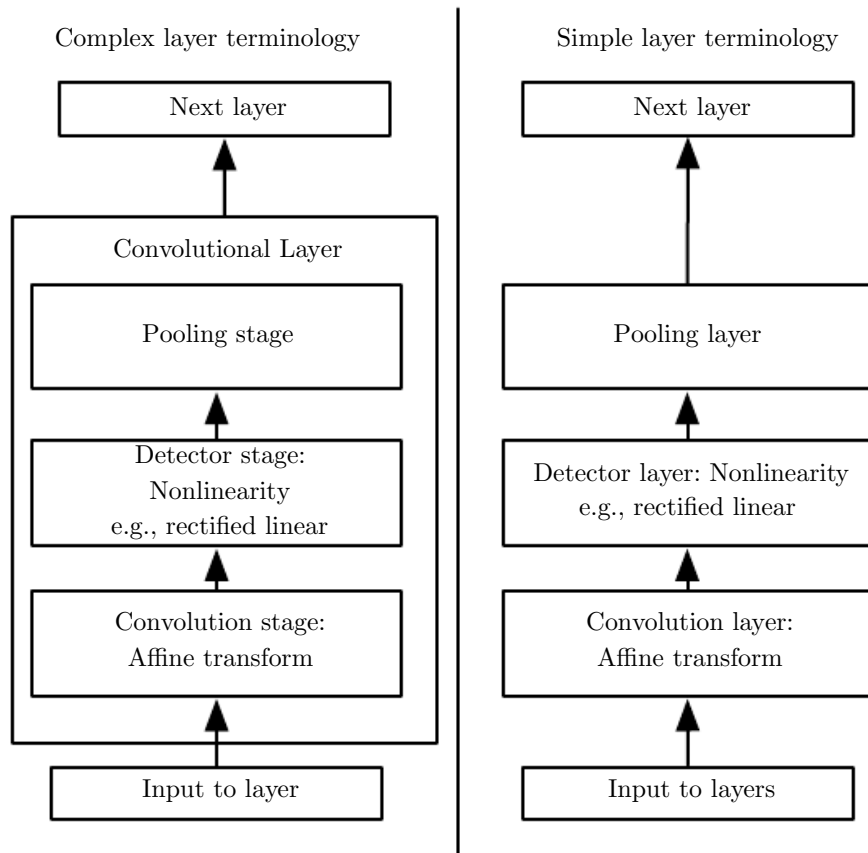 Complex layer terminology
Next layer
Convolutional Layer
Pooling stage
Detector stage:
Nonlinearity
e.g., rectified linear
Convolution stage:
Affine transform
Input to layer
Simple layer terminology
Next layer
Pooling layer
Detector layer: Nonlinearity
e.g., rectified linear
Convolution layer:
Affine transform
Input to layers